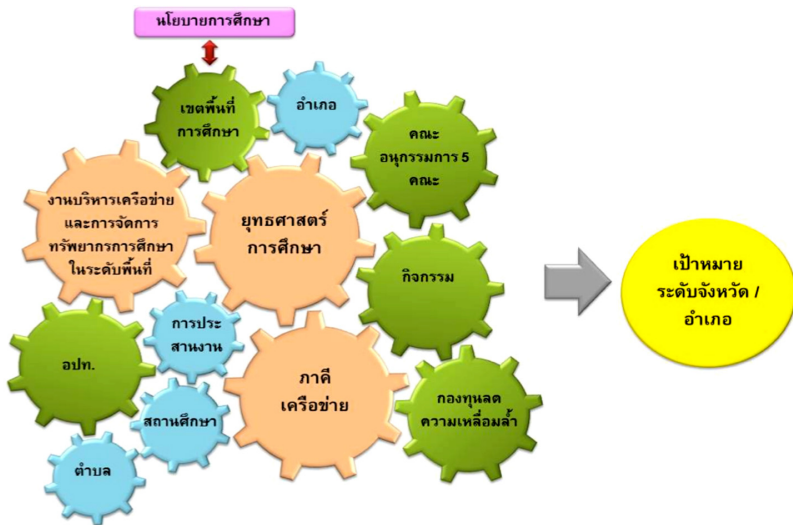 นโยบายการศึกษา
เขตพื้นที่
การศึกษา
อำเภอ
คณะ
อนุกรรมการ 5
คณะ
งานบริหารเครือข่าย
และการจัดการ
ทรัพยากรการศึกษา
ในระดับพื้นที่
ยุทธศาสตร์
การศึกษา
กิจกรรม
เป้าหมาย
ระดับจังหวัด /
อำเภอ
การประ
สานงาน
อปท.
ภาคี
เครือข่าย
กองทุนลด
ความเหลื่อมล้ำ
สถานศึกษา
ตำบล